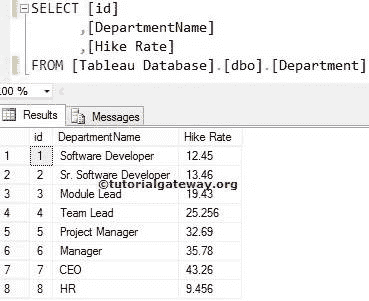 SELECT [id]
,[DepartmentName]
,[Hike Rate]
FROM [Tableau Database].[dbo].[Department]
00 %
Results Messages
id DepartmentName Hike Rate
1 1 Software Developer 12.45
2 2 Sr. Software Developer 13.46
©tutorialgateway.org
3 3 Module Lead 19.43
4 4 Team Lead 25.256
5 5 Project Manager 32.69
6 6 Manager 35.78
7 7 CEO 43.26
8 8 HR 9.456